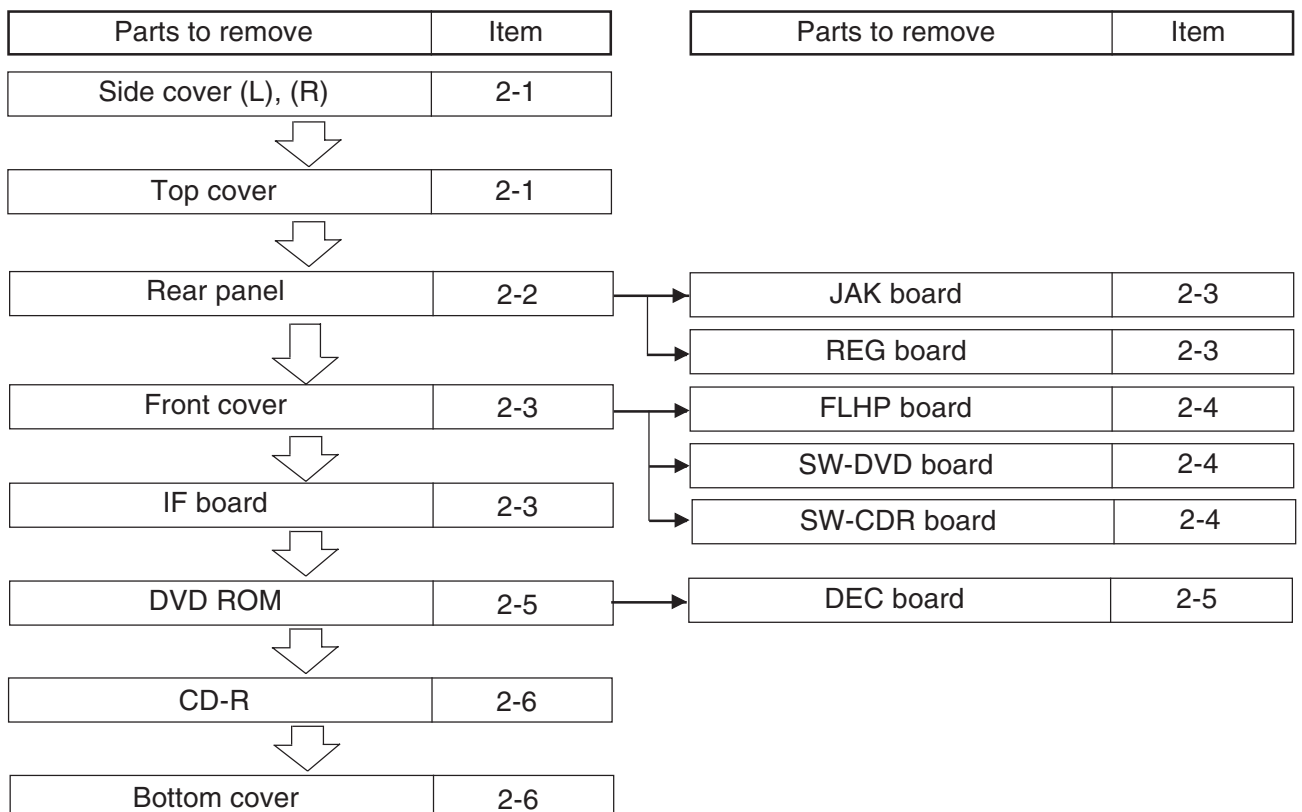 Parts to remove Item Parts to remove Item
Side cover (L), (R) 2-1
Top cover 2-1
Rear panel 2-2 JAK board 2-3
REG board 2-3
Front cover 2-3 FLHP board 2-4
SW-DVD board 2-4
IF board 2-3 SW-CDR board 2-4
DVD ROM 2-5 DEC board 2-5
CD-R 2-6
Bottom cover 2-6